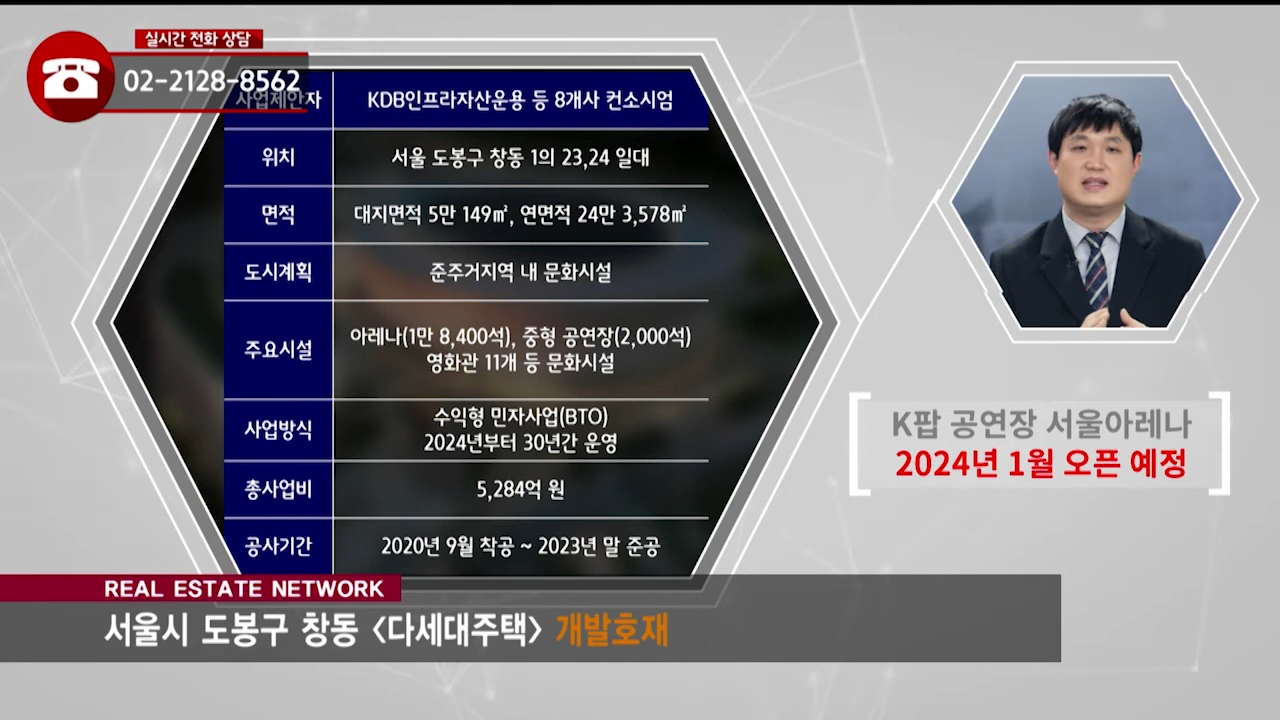 실시간 전화 상담
02-2128-8562
사업제안자 KDB인프라자산운용 등 8개사 컨소시엄
위치 서울 도봉구 창동 1의 23,24 일대
면적 대지면적 5만 149㎡, 연면적 24만 3,578㎡
도시계획 준주거지역 내 문화시설
주요시설 아레나(1만 8,400석), 중형 공연장(2,000석)
영화관 11개 등 문화시설
사업방식 수익형 민자사업(BTO)
2024년부터 30년간 운영
총사업비 5,284억 원
공사기간 2020년 9월 착공 ~ 2023년 말 준공
K팝 공연장 서울아레나
2024년 1월 오픈 예정
REAL ESTATE NETWORK
서울시 도봉구 창동 <다세대주택> 개발호재